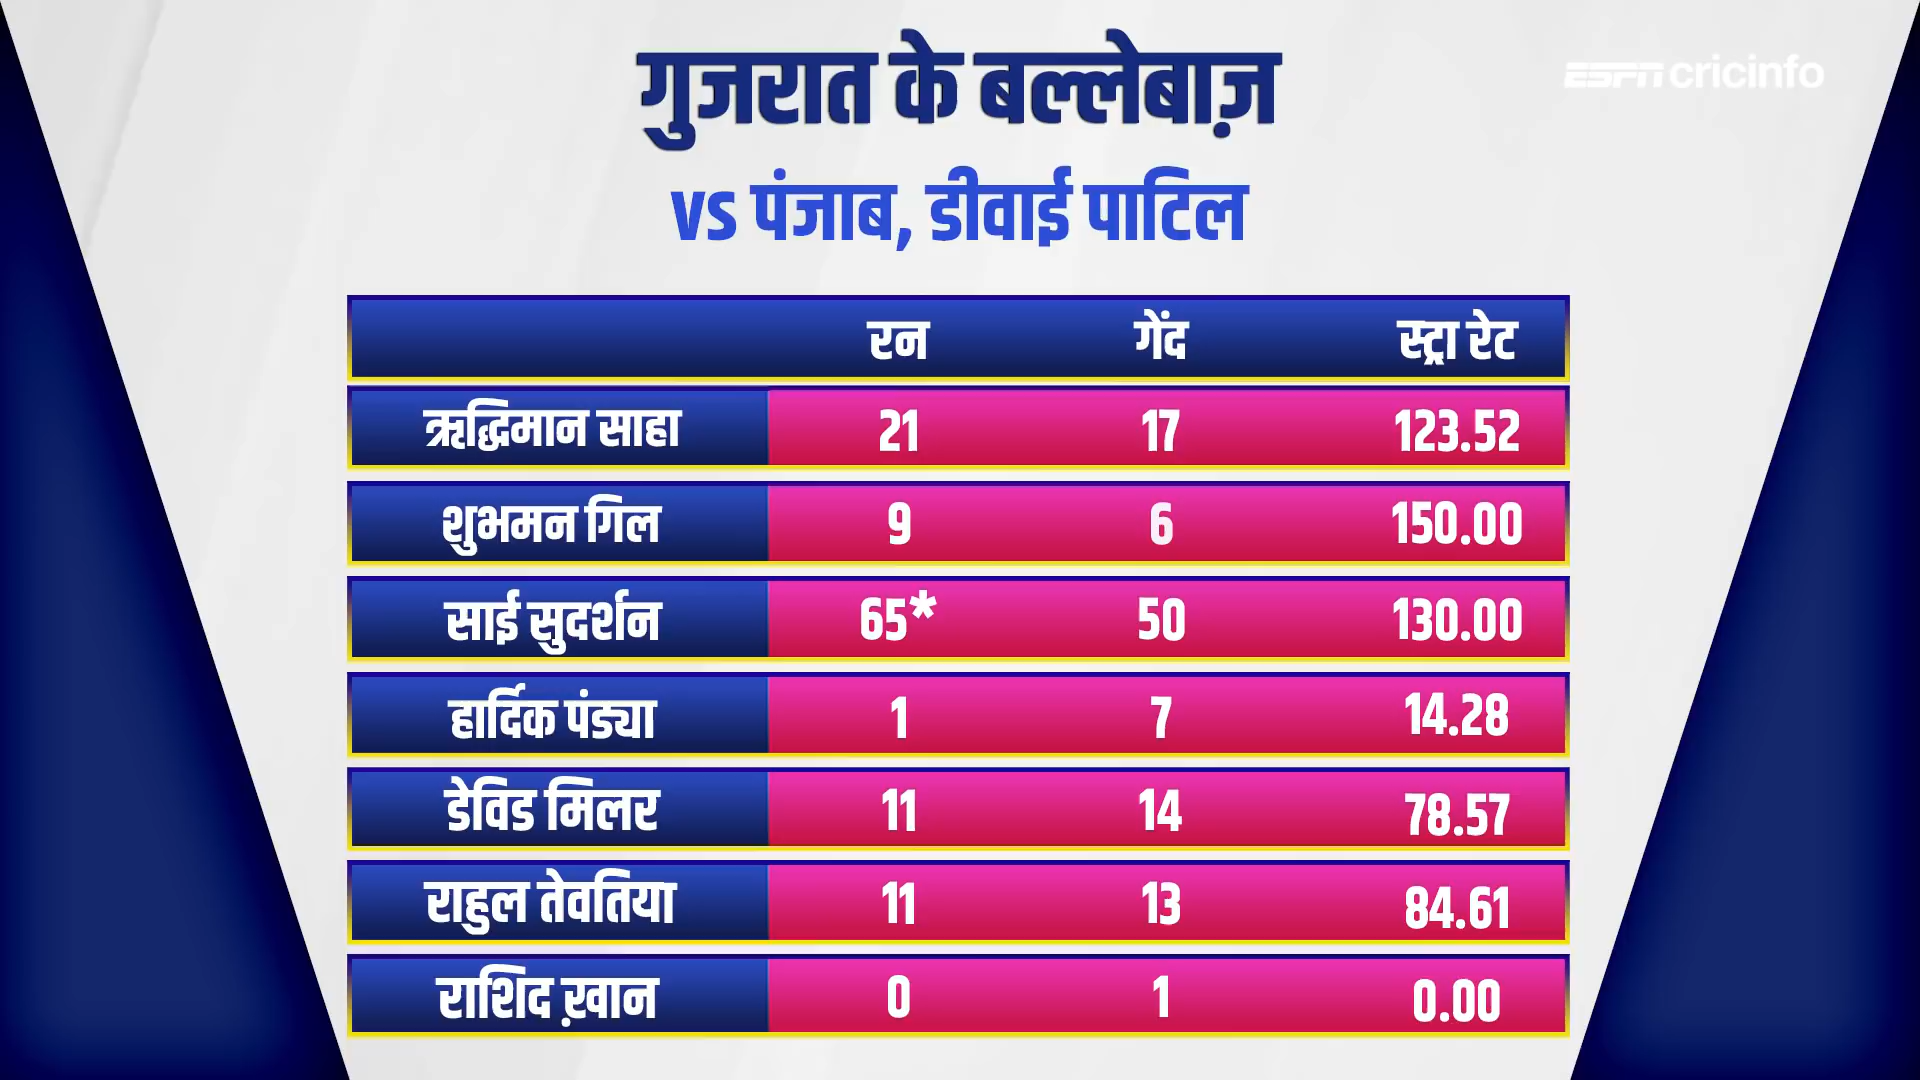 गुजरात के बल्लेबाज़
ESPN cricinfo
vs पंजाब, डीवाई पाटिल
रन गेंद स्ट्रा रेट
ऋद्धिमान साहा 21 17 123.52
शुभमन गिल 9 6 150.00
साई सुदर्शन 65* 50 130.00
हार्दिक पंड्या 1 7 14.28
डेविड मिलर 11 14 78.57
राहुल तेवतिया 11 13 84.61
राशिद ख़ान 0 1 0.00